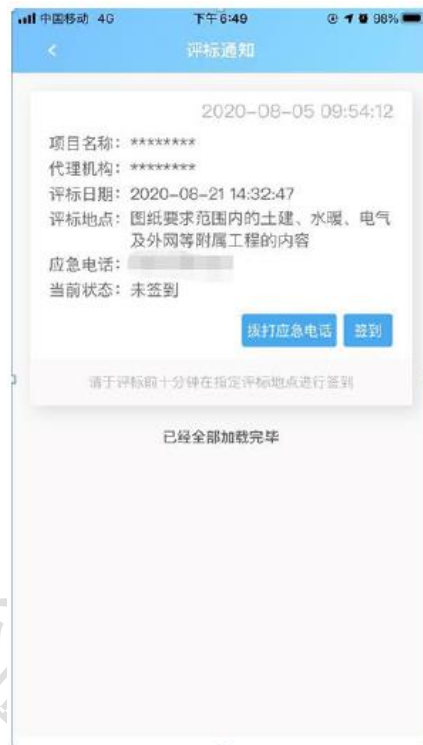 中国移动 4G 下午6:49 98%
评标通知
2020-08-05 09:54:12
项目名称: ********
代理机构: ********
评标日期: 2020-08-21 14:32:47
评标地点: 图纸要求范围内的土建、水暖、电气
及外网等附属工程的内容
应急电话:
当前状态: 未签到
拨打应急电话 签到
请于评标前十分钟在指定评标地点进行签到
已经全部加载完毕